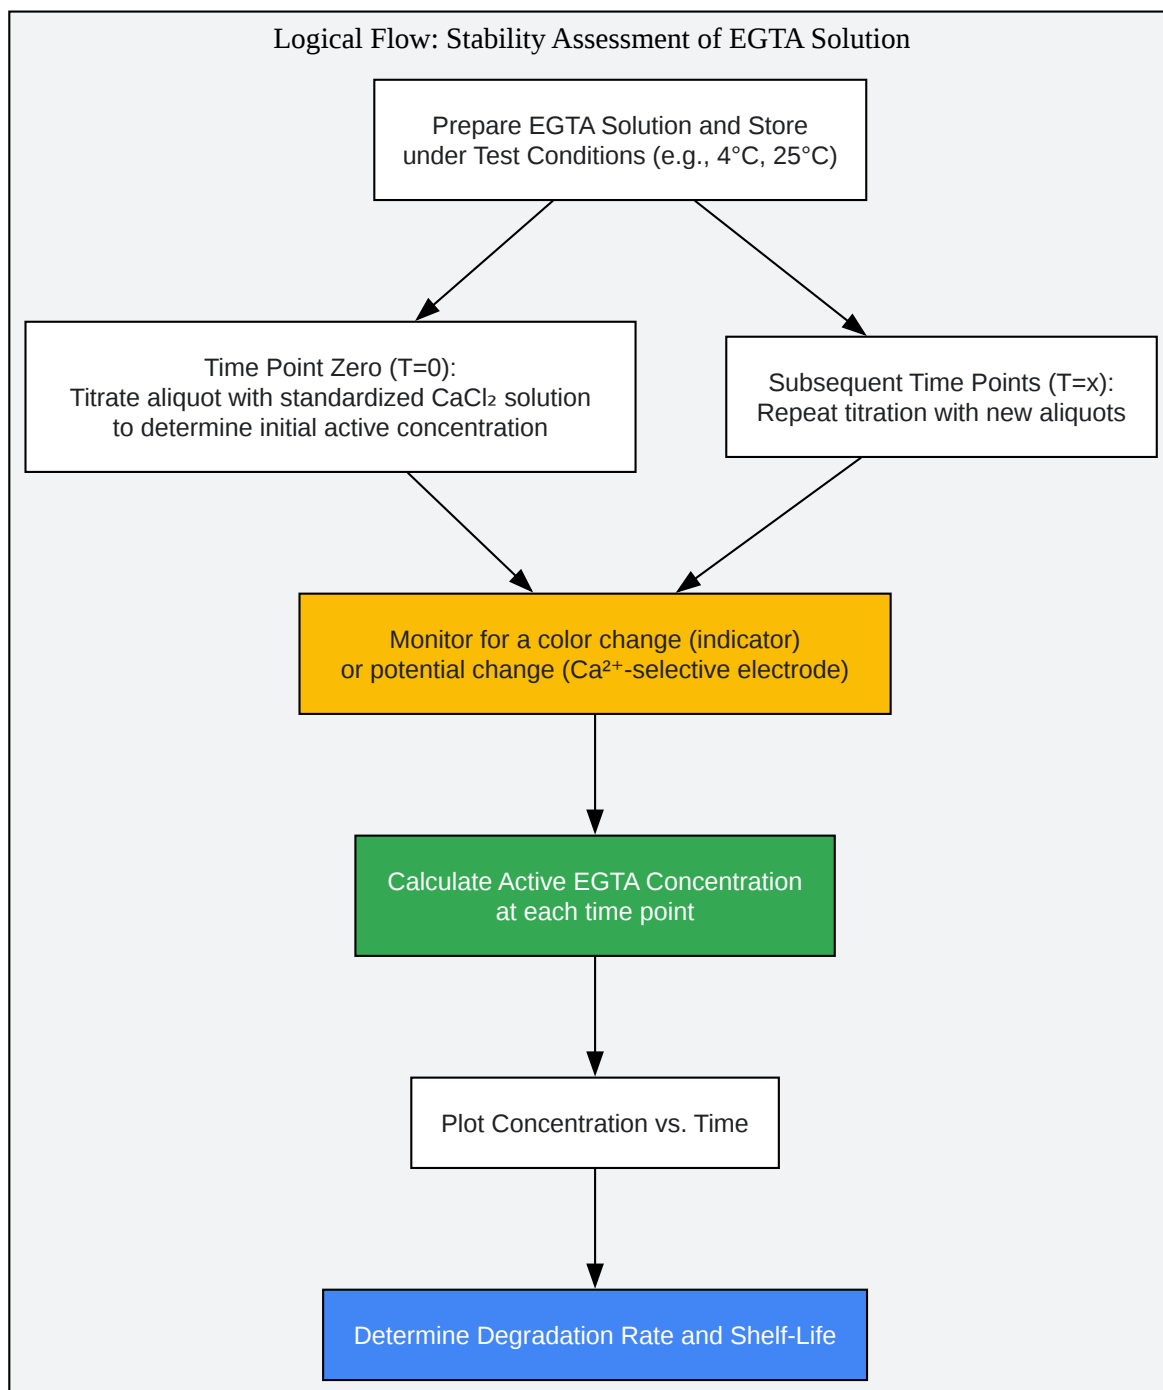 Logical Flow: Stability Assessment of EGTA Solution
Prepare EGTA Solution and Store
under Test Conditions (e.g., 4°C, 25°C)
Time Point Zero (T=0):
Titrate aliquot with standardized CaCl₂ solution
to determine initial active concentration
Subsequent Time Points (T=x):
Repeat titration with new aliquots
Monitor for a color change (indicator)
or potential change (Ca²⁺-selective electrode)
Calculate Active EGTA Concentration
at each time point
Plot Concentration vs. Time
Determine Degradation Rate and Shelf-Life